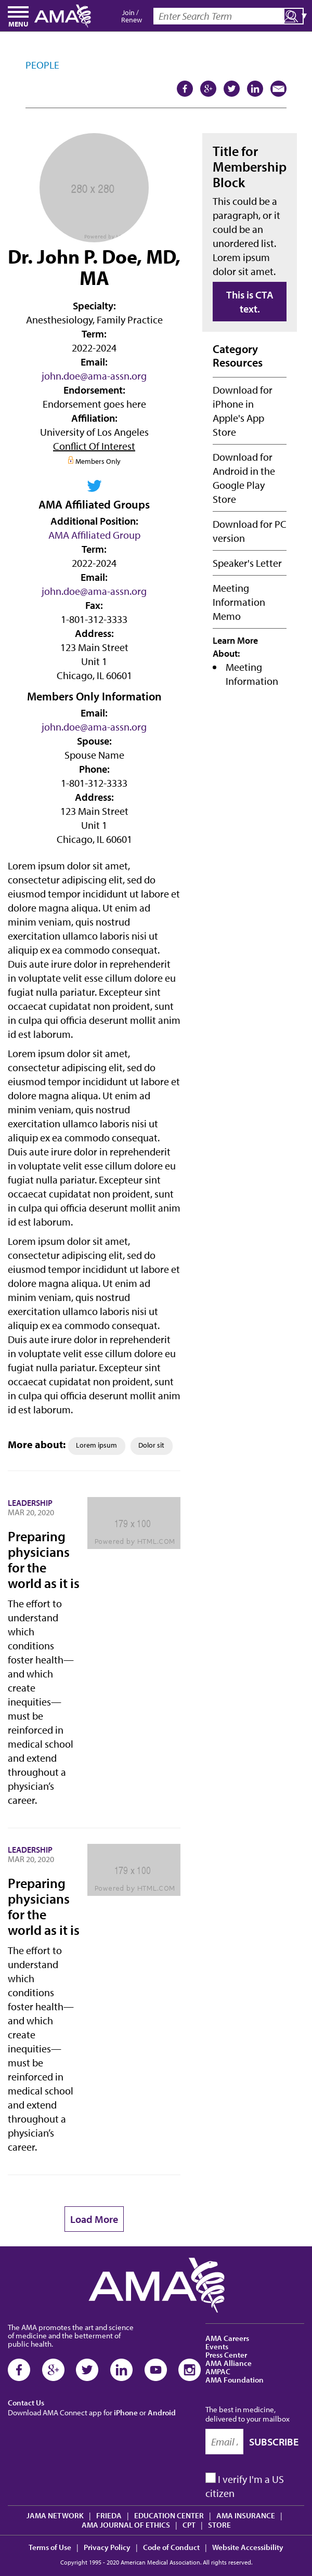 MENU
AMA
Join /
Renew
Enter Search Term
PEOPLE
280 x 280
Powered by
Dr. John P. Doe, MD,
MA
Specialty:
Anesthesiology, Family Practice
Term:
2022-2024
Email:
john.doe@ama-assn.org
Endorsement:
Endorsement goes here
Affiliation:
University of Los Angeles
Conflict Of Interest
Members Only
AMA Affiliated Groups
Additional Position:
AMA Affiliated Group
Term:
2022-2024
Email:
john.doe@ama-assn.org
Fax:
1-801-312-3333
Address:
123 Main Street
Unit 1
Chicago, IL 60601
Members Only Information
Email:
john.doe@ama-assn.org
Spouse:
Spouse Name
Phone:
1-801-312-3333
Address:
123 Main Street
Unit 1
Chicago, IL 60601
Lorem ipsum dolor sit amet,
consectetur adipiscing elit, sed do
eiusmod tempor incididunt ut labore et
dolore magna aliqua. Ut enim ad
minim veniam, quis nostrud
exercitation ullamco laboris nisi ut
aliquip ex ea commodo consequat.
Duis aute irure dolor in reprehenderit
in voluptate velit esse cillum dolore eu
fugiat nulla pariatur. Excepteur sint
occaecat cupidatat non proident, sunt
in culpa qui officia deserunt mollit anim
id est laborum.
Lorem ipsum dolor sit amet,
consectetur adipiscing elit, sed do
eiusmod tempor incididunt ut labore et
dolore magna aliqua. Ut enim ad
minim veniam, quis nostrud
exercitation ullamco laboris nisi ut
aliquip ex ea commodo consequat.
Duis aute irure dolor in reprehenderit
in voluptate velit esse cillum dolore eu
fugiat nulla pariatur. Excepteur sint
occaecat cupidatat non proident, sunt
in culpa qui officia deserunt mollit anim
id est laborum.
Lorem ipsum dolor sit amet,
consectetur adipiscing elit, sed do
eiusmod tempor incididunt ut labore et
dolore magna aliqua. Ut enim ad
minim veniam, quis nostrud
exercitation ullamco laboris nisi ut
aliquip ex ea commodo consequat.
Duis aute irure dolor in reprehenderit
in voluptate velit esse cillum dolore eu
fugiat nulla pariatur. Excepteur sint
occaecat cupidatat non proident, sunt
in culpa qui officia deserunt mollit anim
id est laborum.
More about: Lorem ipsum Dolor sit
LEADERSHIP
MAR 20, 2020
Preparing
physicians
for the
world as it is
The effort to
understand
which
conditions
foster health—
and which
create
inequities—
must be
reinforced in
medical school
and extend
throughout a
physician's
career.
179 x 100
Powered by HTML.COM
LEADERSHIP
MAR 20, 2020
Preparing
physicians
for the
world as it is
The effort to
understand
which
conditions
foster health—
and which
create
inequities—
must be
reinforced in
medical school
and extend
throughout a
physician's
career.
179 x 100
Powered by HTML.COM
Load More
Title for
Membership
Block
This could be a
paragraph, or it
could be an
unordered list.
Lorem ipsum
dolor sit amet.
This is CTA
text.
Category
Resources
Download for
iPhone in
Apple's App
Store
Download for
Android in the
Google Play
Store
Download for PC
version
Speaker's Letter
Meeting
Information
Memo
Learn More
About:
Meeting
Information
AMA
The AMA promotes the art and science
of medicine and the betterment of
public health.
Contact Us
Download AMA Connect app for iPhone or Android
AMA Careers
Events
Press Center
AMA Alliance
AMPAC
AMA Foundation
The best in medicine,
delivered to your mailbox
Email . SUBSCRIBE
I verify I'm a US
citizen
JAMA NETWORK | FRIEDA | EDUCATION CENTER | AMA INSURANCE |
AMA JOURNAL OF ETHICS | CPT | STORE
Terms of Use | Privacy Policy | Code of Conduct | Website Accessibility
Copyright 1995 - 2020 American Medical Association. All rights reserved.